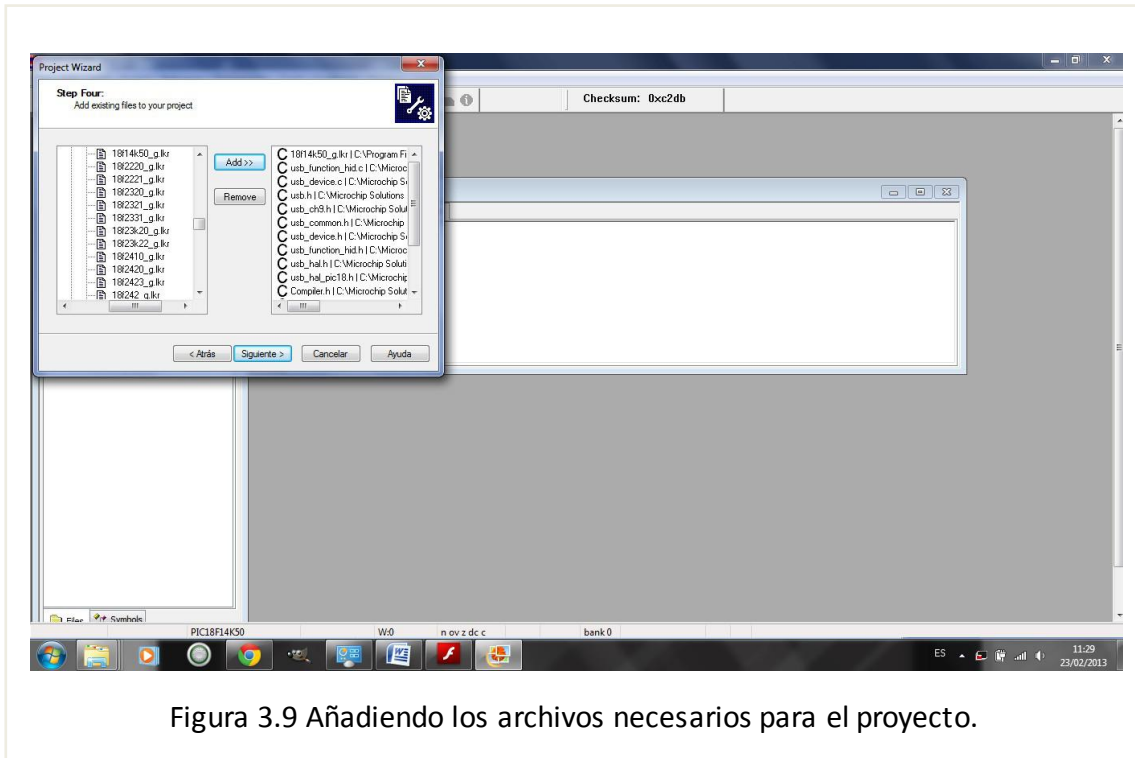 Project Wizard
Step Four:
Add existing files to your project
Checksum: 0xc2db
18f14k50_g.lkr
18f2220_g.lkr
18f2221_g.lkr
18f2320_g.lkr
18f2321_g.lkr
18f2331_g.lkr
18f23k20_g.lkr
18f23k22_g.lkr
18f2410_g.lkr
18f2420_g.lkr
18f2423_g.lkr
18f242_g.lkr
Add >>
Remove
C 18f14k50_g.lkr | C:\Program Fi
C usb_function_hid.c | C:\Microc
C usb_device.c | C:\Microchip S
C usb.h | C:\Microchip Solutions
C usb_ch9.h | C:\Microchip Solut
C usb_common.h | C:\Microchip
C usb_device.h | C:\Microchip S
C usb_function_hid.h | C:\Microc
C usb_hal.h | C:\Microchip Soluti
C usb_hal_pic18.h | C:\Microchip
C Compiler.h | C:\Microchip Solut
< Atrás
Siguiente >
Cancelar
Ayuda
Files
Symbols
PIC18F14K50
W:0
n ov z dc c
bank 0
ES
11:29
23/02/2013
Figura 3.9 Añadiendo los archivos necesarios para el proyecto.